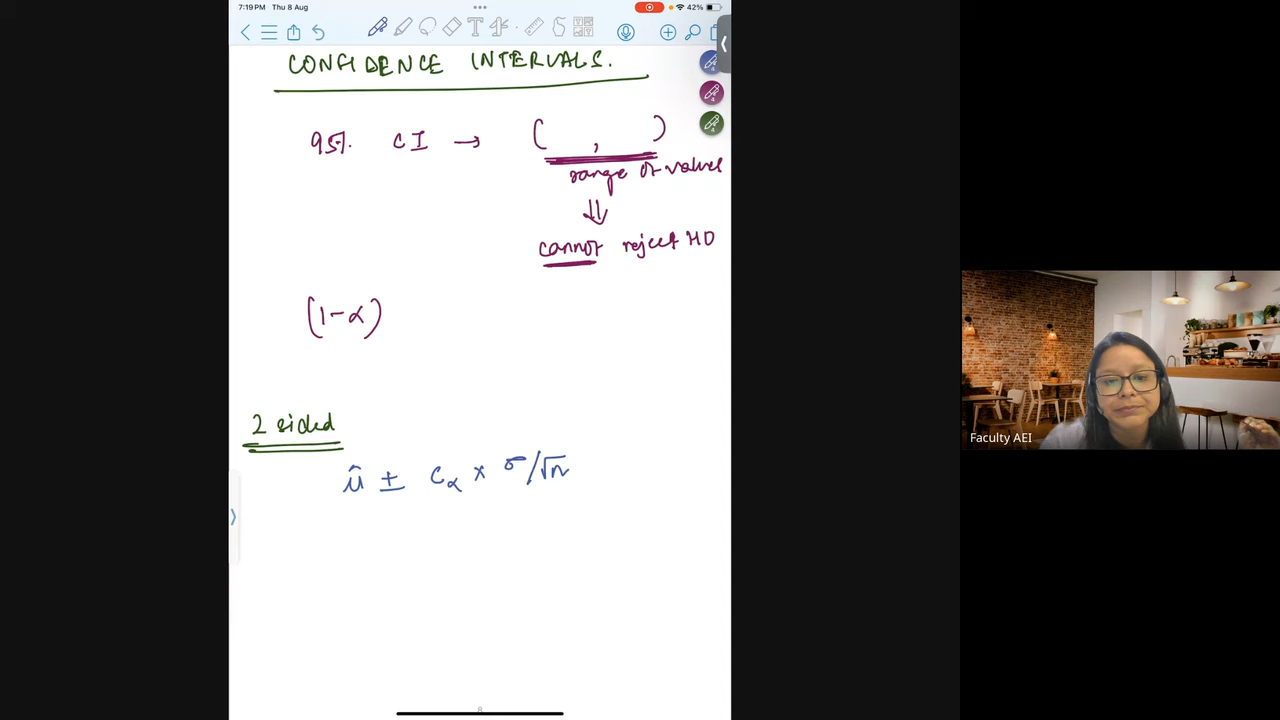 7:19 PM Thu 8 Aug
42%
CONFIDENCE INTERVALS.
95% CI → ( , )
range of values
⇓
cannot reject H0
(1-α)
2 sided
μ̂ ± Cα × σ/√n
Faculty AEI
8